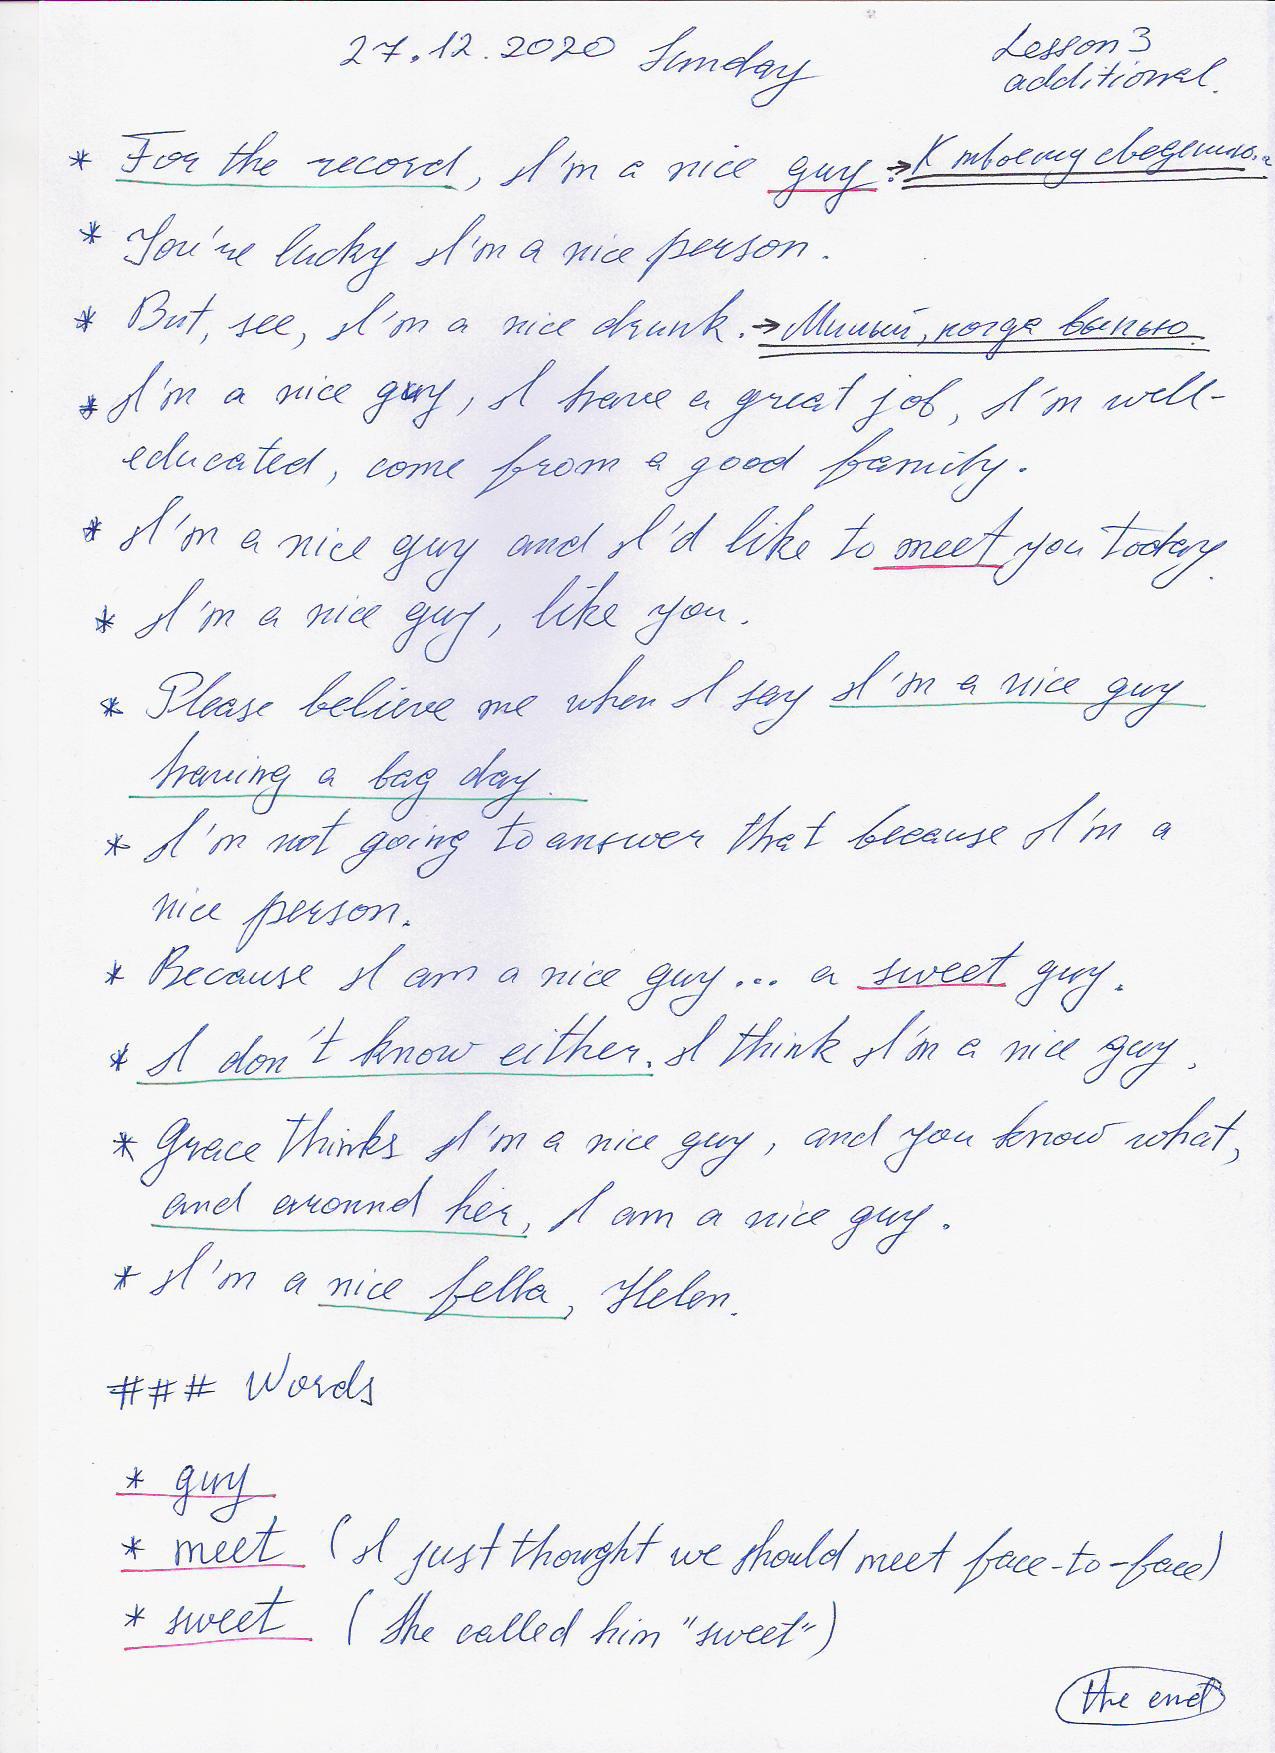 27.12.2020 Sunday
Lesson 3
additional.
* For the record, I'm a nice guy. → К твоему сведению...
* You're lucky I'm a nice person.
* But, see, I'm a nice drunk. → Милый, когда выпью.
* I'm a nice guy, I have a great job, I'm well-
educated, come from a good family.
* I'm a nice guy and I'd like to meet you today.
* I'm a nice guy, like you.
* Please believe me when I say I'm a nice guy
having a bag day.
* I'm not going to answer that because I'm a
nice person.
* Because I am a nice guy... a sweet guy.
* I don't know either. I think I'm a nice guy.
* Grace thinks I'm a nice guy, and you know what,
and around her, I am a nice guy.
* I'm a nice fella, Helen.
### Words
* guy
* meet (I just thought we should meet face-to-face)
* sweet (She called him "sweet")
the end